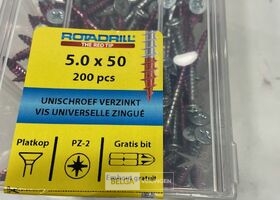 ROTADRILL
THE RED TIP
5.0 x 50
200 pcs
UNISCHROEF VERZINKT
VIS UNIVERSELLE ZINGUÉ
Platkop PZ-2 Gratis bit